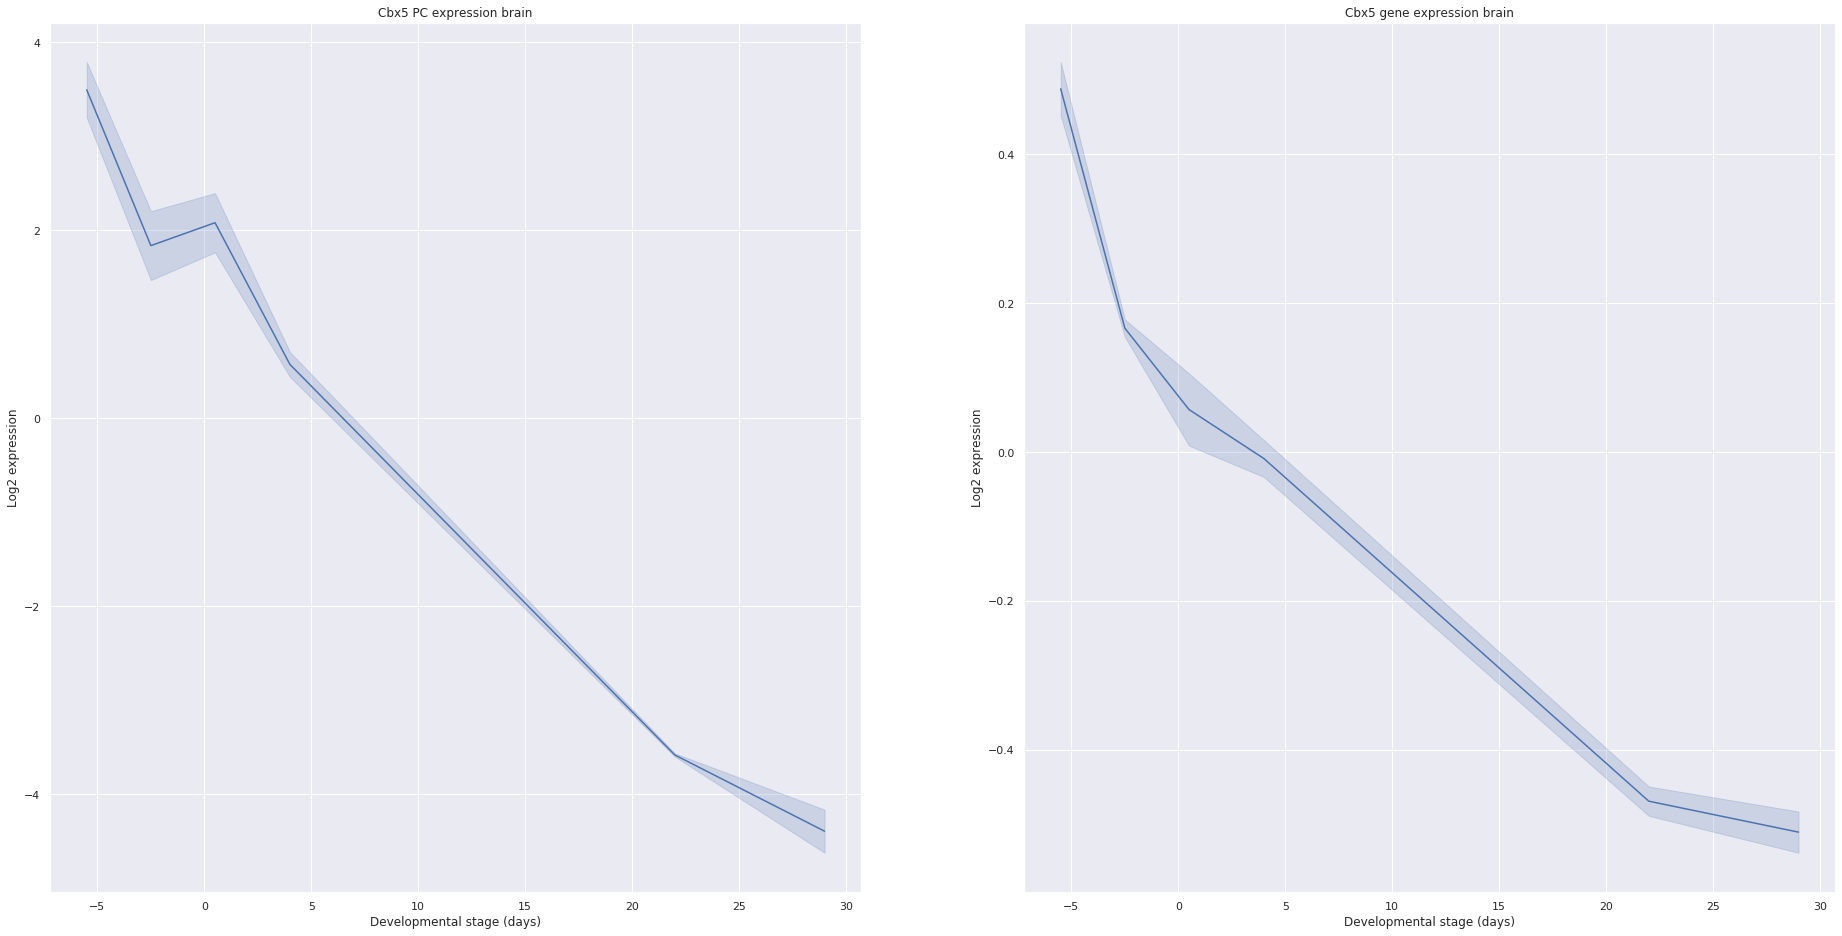 Cbx5 PC expression brain
4
2
0
−2
−4
Log2 expression
−5 0 5 10 15 20 25 30
Developmental stage (days)
Cbx5 gene expression brain
0.4
0.2
0.0
−0.2
−0.4
Log2 expression
−5 0 5 10 15 20 25 30
Developmental stage (days)